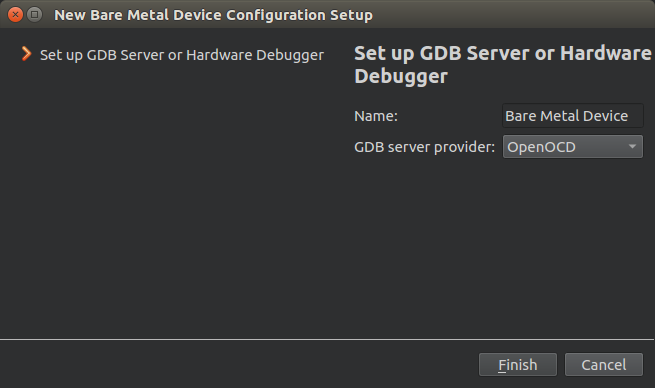 New Bare Metal Device Configuration Setup
Set up GDB Server or Hardware Debugger
Set up GDB Server or Hardware
Debugger
Name: Bare Metal Device
GDB server provider: OpenOCD
Finish Cancel